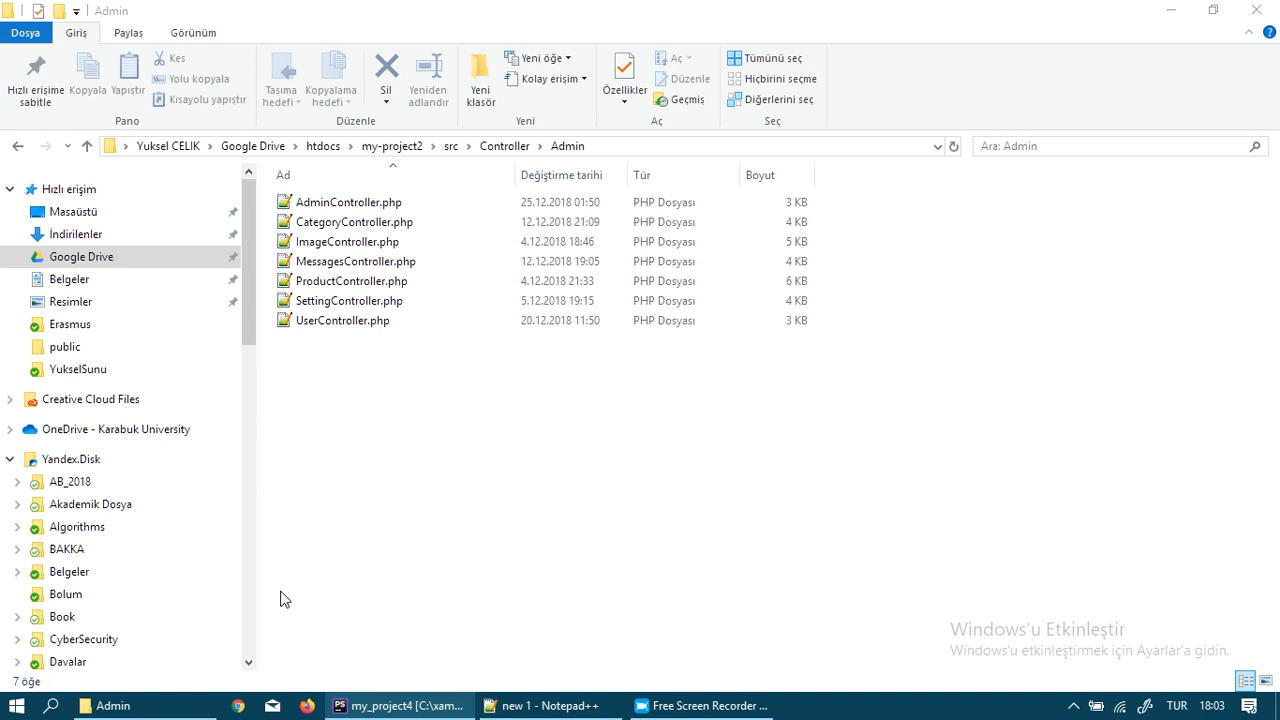 Admin
Dosya Giriş Paylaş Görünüm
Hızlı erişime sabitle
Kopyala
Yapıştır
Kes
Yolu kopyala
Kısayolu yapıştır
Pano
Taşıma hedefi
Kopyalama hedefi
Sil
Yeniden adlandır
Düzenle
Yeni klasör
Yeni öğe
Kolay erişim
Yeni
Özellikler
Aç
Düzenle
Geçmiş
Aç
Tümünü seç
Hiçbirini seçme
Diğerlerini seç
Seç
Yuksel CELIK > Google Drive > htdocs > my-project2 > src > Controller > Admin
Ara: Admin
Ad Değiştirme tarihi Tür Boyut
AdminController.php 25.12.2018 01:50 PHP Dosyası 3 KB
CategoryController.php 12.12.2018 21:09 PHP Dosyası 4 KB
ImageController.php 4.12.2018 18:46 PHP Dosyası 5 KB
MessagesController.php 12.12.2018 19:05 PHP Dosyası 4 KB
ProductController.php 4.12.2018 21:33 PHP Dosyası 6 KB
SettingController.php 5.12.2018 19:15 PHP Dosyası 4 KB
UserController.php 20.12.2018 11:50 PHP Dosyası 3 KB
Hızlı erişim
Masaüstü
İndirilenler
Google Drive
Belgeler
Resimler
Erasmus
public
YukselSunu
Creative Cloud Files
OneDrive - Karabuk University
Yandex.Disk
AB_2018
Akademik Dosya
Algorithms
BAKKA
Belgeler
Bolum
Book
CyberSecurity
Davalar
Windows'u Etkinleştir
Windows'u etkinleştirmek için Ayarlar'a gidin.
7 öğe
Admin
PS my_project4 [C:\xam...
new 1 - Notepad++
Free Screen Recorder ...
TUR 18:03